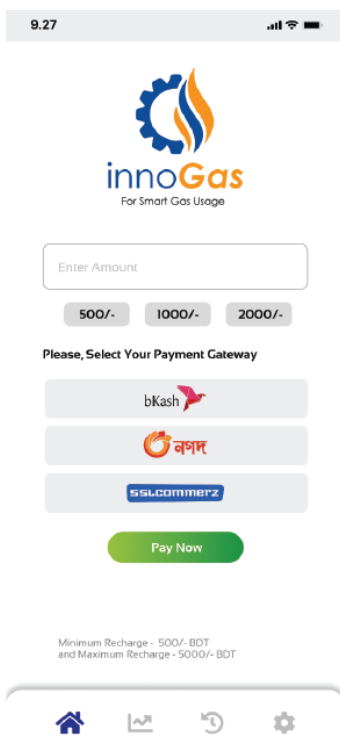 9.27
innoGas
For Smart Gas Usage
Enter Amount
500/- 1000/- 2000/-
Please, Select Your Payment Gateway
bKash
নগদ
SSLCOMMERZ
Pay Now
Minimum Recharge - 500/- BDT
and Maximum Recharge - 5000/- BDT